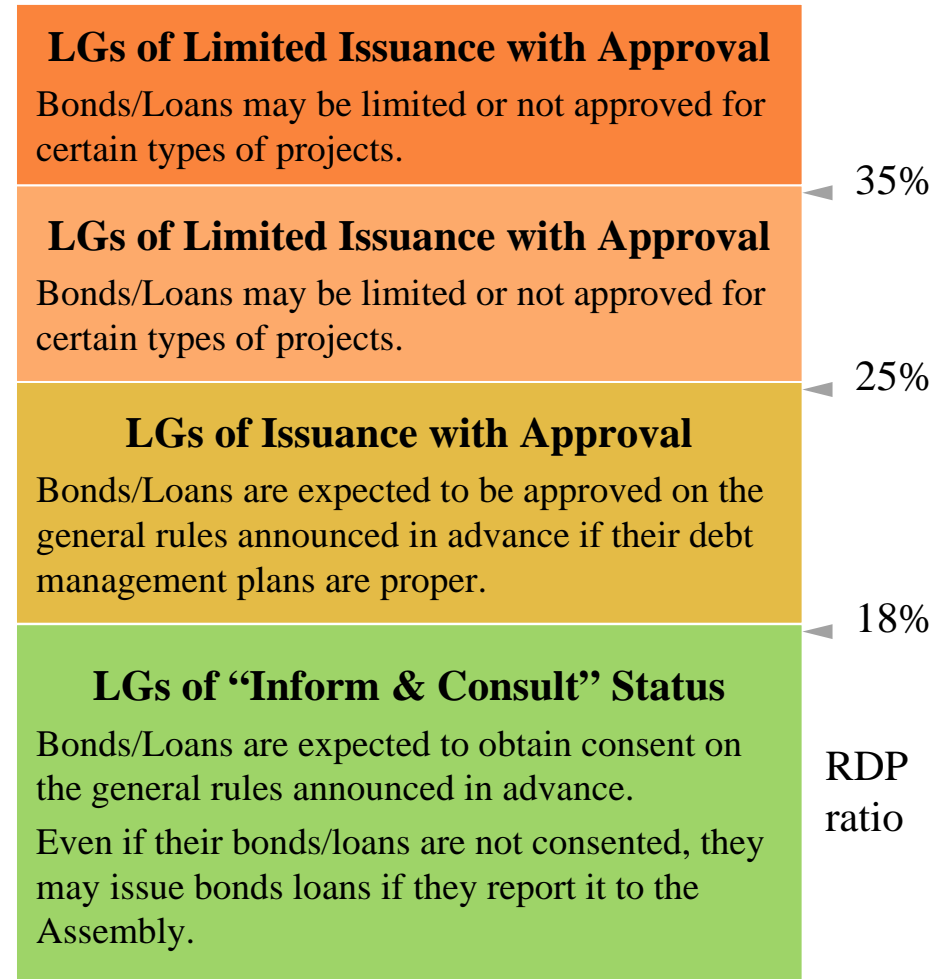 LGs of Limited Issuance with Approval
Bonds/Loans may be limited or not approved for
certain types of projects.
35%
LGs of Limited Issuance with Approval
Bonds/Loans may be limited or not approved for
certain types of projects.
25%
LGs of Issuance with Approval
Bonds/Loans are expected to be approved on the
general rules announced in advance if their debt
management plans are proper.
18%
LGs of “Inform & Consult” Status
Bonds/Loans are expected to obtain consent on
the general rules announced in advance.
Even if their bonds/loans are not consented, they
may issue bonds loans if they report it to the
Assembly.
RDP
ratio